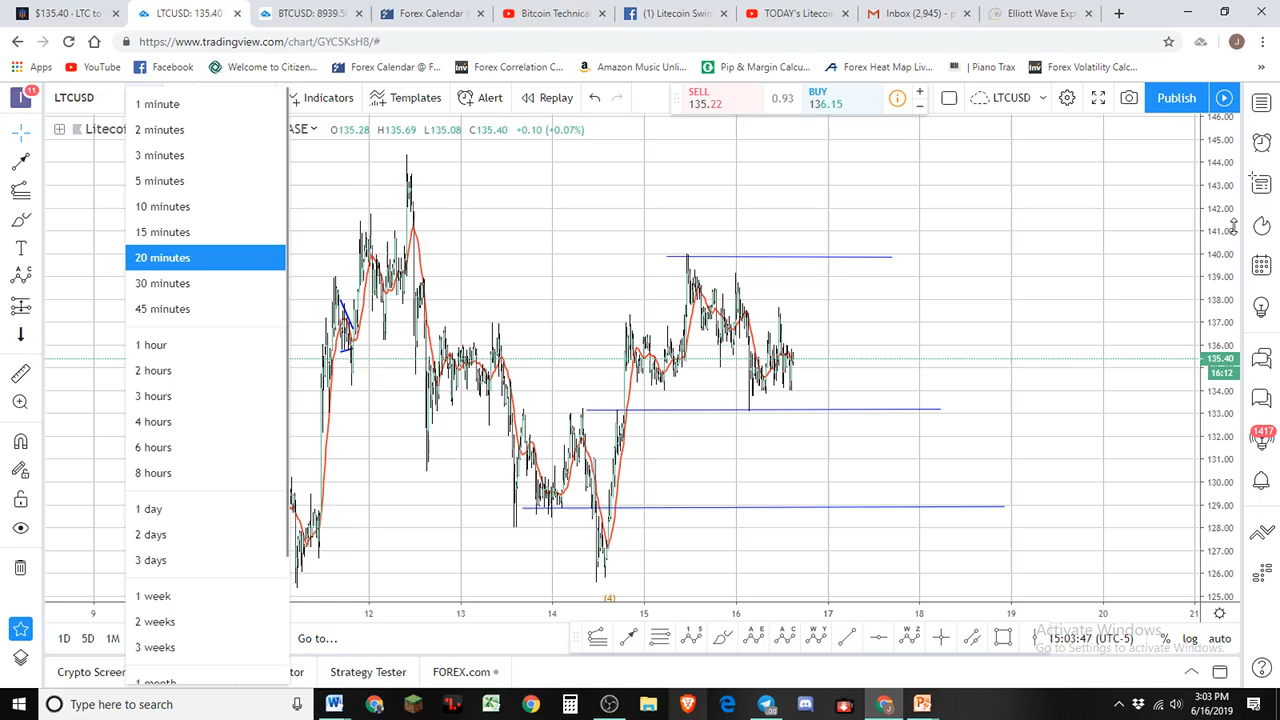 $135.40 - LTC to
LTCUSD: 135.40
BTCUSD: 8939.50
Forex Calendar @ F
Bitcoin Technical
(1) Litecoin Swin
TODAY's Litecoin
Inbox (2,945) - p
Elliott Wave Exp
https://www.tradingview.com/chart/GYC5KsH8/#
J
Apps YouTube Facebook Welcome to Citizen... Forex Calendar @ F... Forex Correlation C... Amazon Music Unli... Pip & Margin Calcu... Forex Heat Map Liv... Piano Trax Forex Volatility Calc...
11
LTCUSD
Indicators Templates Alert Replay
SELL
135.22
0.93
BUY
136.15
LTCUSD
Publish
Litecoi
ASE
O135.28 H135.69 L135.08 C135.40 +0.10 (+0.07%)
1 minute
2 minutes
3 minutes
5 minutes
10 minutes
15 minutes
20 minutes
30 minutes
45 minutes
1 hour
2 hours
3 hours
4 hours
6 hours
8 hours
1 day
2 days
3 days
1 week
2 weeks
3 weeks
1 month
146.00
145.00
144.00
143.00
142.00
141.00
140.00
139.00
138.00
137.00
136.00
135.40
16:12
134.00
133.00
132.00
131.00
130.00
129.00
128.00
127.00
126.00
125.00
1417
(4)
9 12 13 14 15 16 17 18 19 20 21
1D 5D 1M
Go to...
15:03:47 (UTC-5) % log auto
Activate Windows
Go to Settings to activate Windows.
Crypto Screen
tor
Strategy Tester
FOREX.com
Type here to search
3:03 PM
6/16/2019